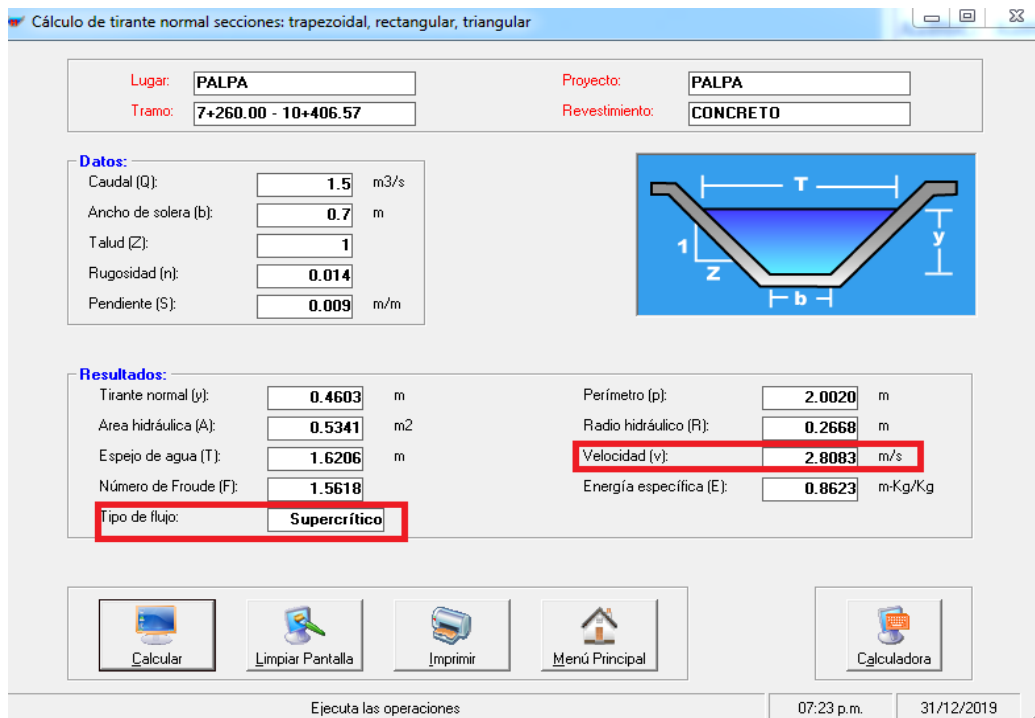 Cálculo de tirante normal secciones: trapezoidal, rectangular, triangular
Lugar: PALPA Proyecto: PALPA
Tramo: 7+260.00 - 10+406.57 Revestimiento: CONCRETO
Datos:
Caudal (Q): 1.5 m3/s
Ancho de solera (b): 0.7 m
Talud (Z): 1
Rugosidad (n): 0.014
Pendiente (S): 0.009 m/m
T
y
1
Z
b
Resultados:
Tirante normal (y): 0.4603 m Perímetro (p): 2.0020 m
Area hidráulica (A): 0.5341 m2 Radio hidráulico (R): 0.2668 m
Espejo de agua (T): 1.6206 m Velocidad (v): 2.8083 m/s
Número de Froude (F): 1.5618 Energía específica (E): 0.8623 m-Kg/Kg
Tipo de flujo: Supercrítico
Calcular Limpiar Pantalla Imprimir Menú Principal Calculadora
Ejecuta las operaciones 07:23 p.m. 31/12/2019